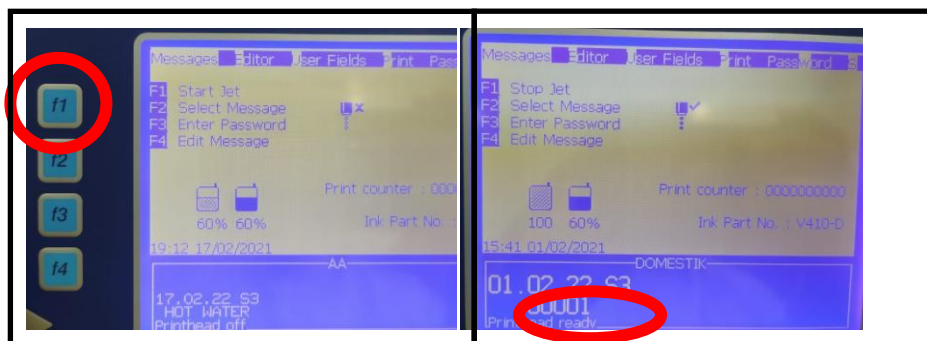 f1
f2
f3
f4
Messages Editor User Fields Print Pass
F1 Start Jet
F2 Select Message
F3 Enter Password
F4 Edit Message
Print counter : 000
60% 60%
Ink Part No. :
19:12 17/02/2021
AA
17.02.22 S3
HOT WATER
Printhead off
Messages Editor User Fields Print Password
F1 Stop Jet
F2 Select Message
F3 Enter Password
F4 Edit Message
Print counter : 0000000000
100 60%
Ink Part No. : V410-D
15:41 01/02/2021
DOMESTIK
01.02.22 S3
00001
Printhead ready